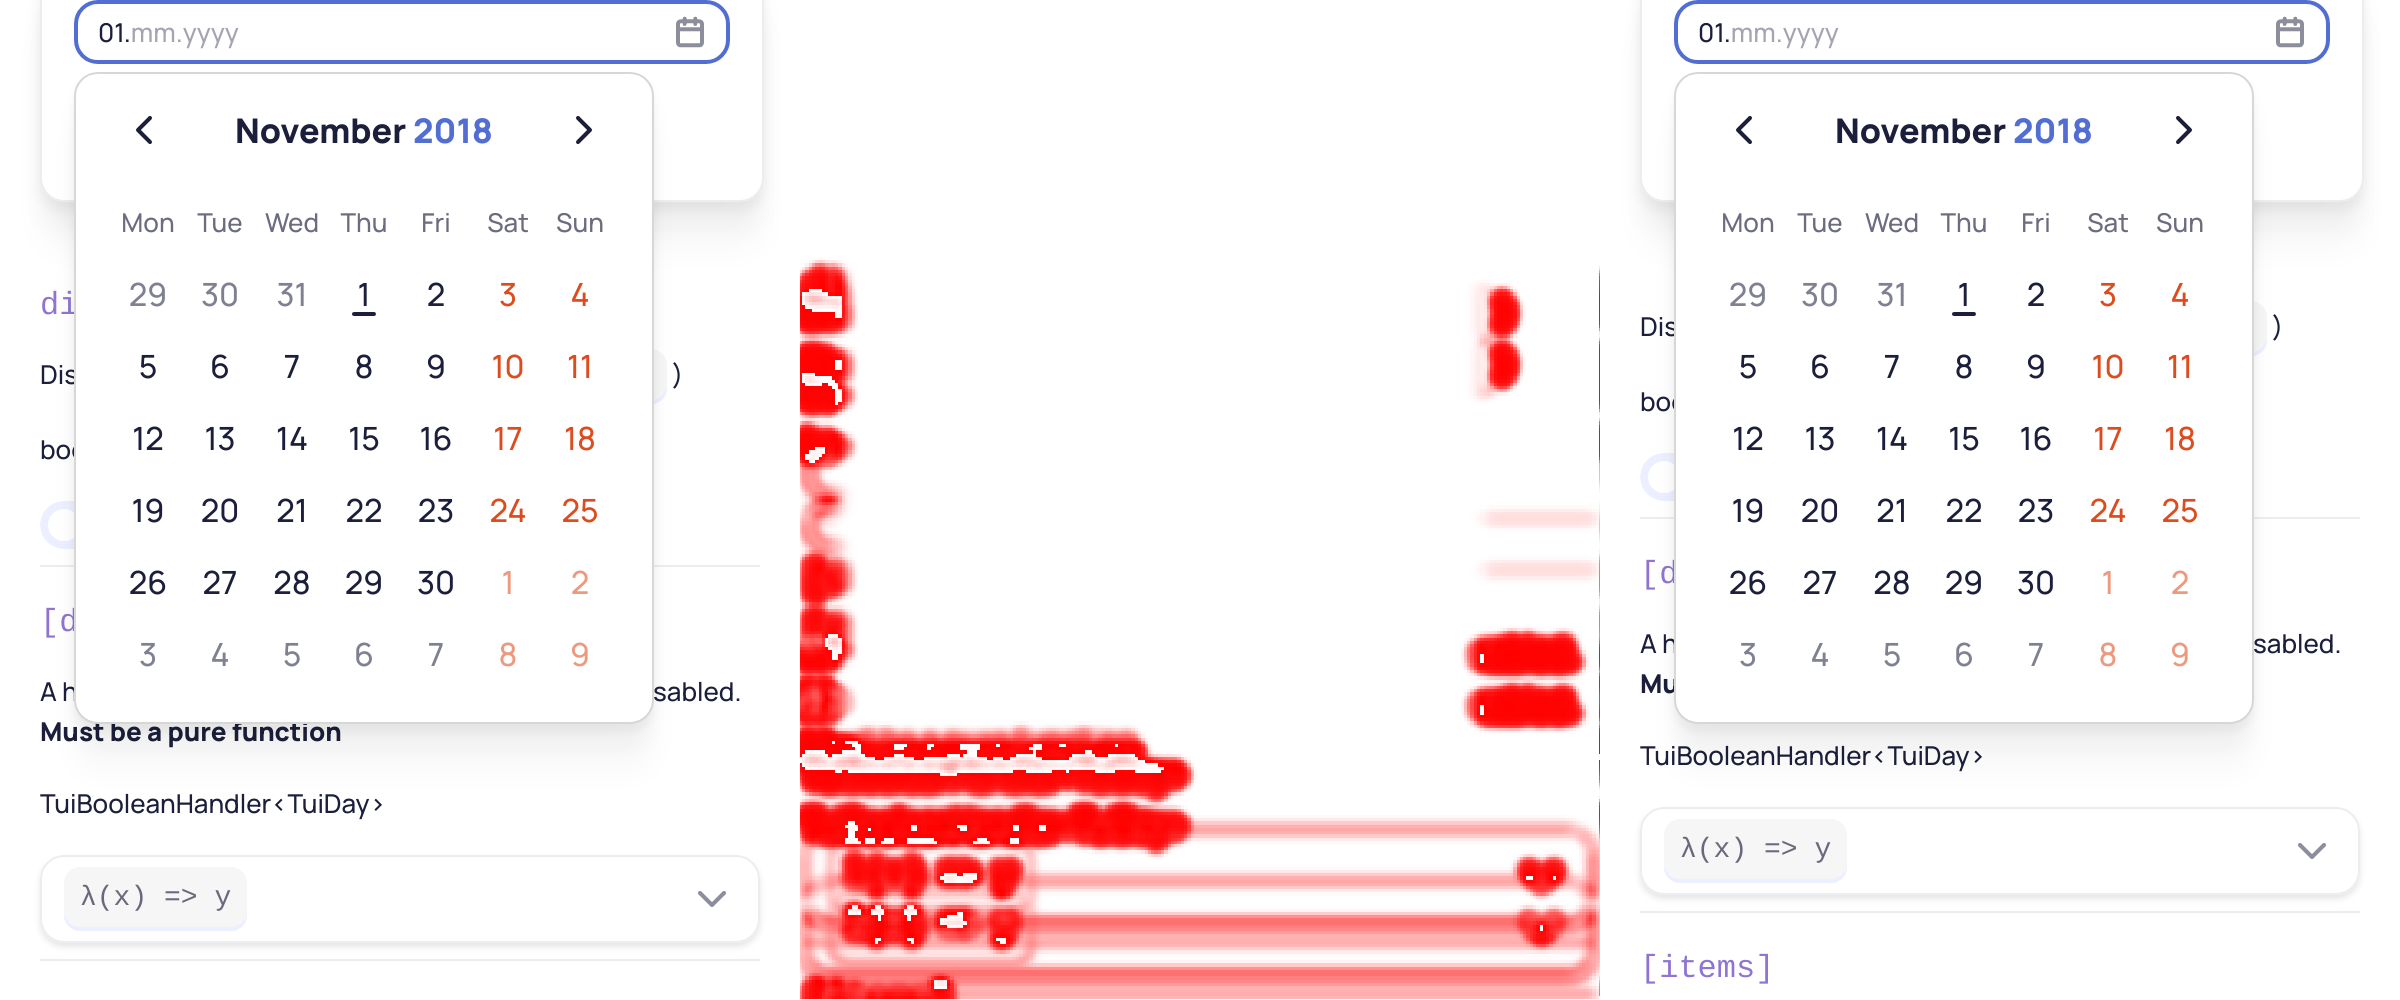 01.mm.yyyy
November 2018
Mon Tue Wed Thu Fri Sat Sun
29 30 31 1 2 3 4
5 6 7 8 9 10 11
12 13 14 15 16 17 18
19 20 21 22 23 24 25
26 27 28 29 30 1 2
3 4 5 6 7 8 9
di
Dis )
boo
[d
A h sabled.
Must be a pure function
TuiBooleanHandler<TuiDay>
λ(x) => y
01.mm.yyyy
November 2018
Mon Tue Wed Thu Fri Sat Sun
29 30 31 1 2 3 4
5 6 7 8 9 10 11
12 13 14 15 16 17 18
19 20 21 22 23 24 25
26 27 28 29 30 1 2
3 4 5 6 7 8 9
Dis )
boo
[d
A h sabled.
Mu
TuiBooleanHandler<TuiDay>
λ(x) => y
[items]